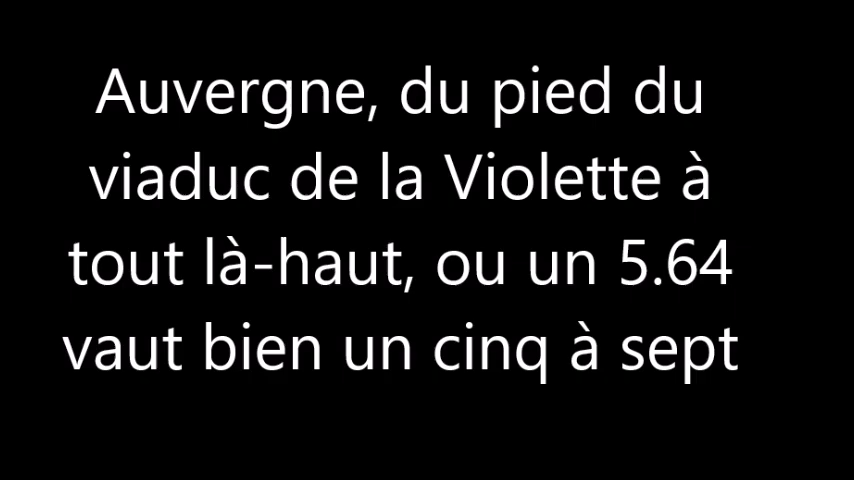 Auvergne, du pied du
viaduc de la Violette à
tout là-haut, ou un 5.64
vaut bien un cinq à sept